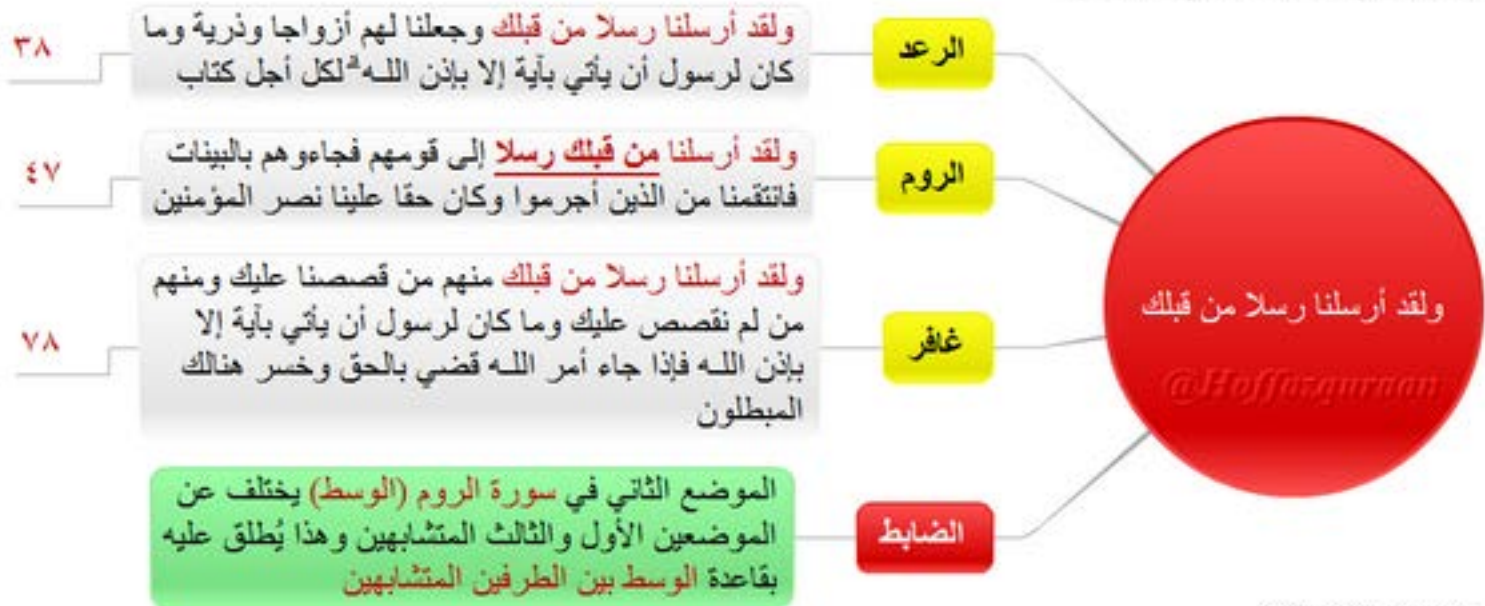 ولقد أرسلنا رسلا من قبلك
@Hoffazquraan
الرعد
ولقد أرسلنا رسلا من قبلك وجعلنا لهم أزواجا وذرية وما
كان لرسول أن يأتي بآية إلا بإذن اللـه ۗ لكل أجل كتاب
٣٨
الروم
ولقد أرسلنا من قبلك رسلا إلى قومهم فجاءوهم بالبينات
فانتقمنا من الذين أجرموا وكان حقا علينا نصر المؤمنين
٤٧
غافر
ولقد أرسلنا رسلا من قبلك منهم من قصصنا عليك ومنهم
من لم نقصص عليك وما كان لرسول أن يأتي بآية إلا
بإذن اللـه فإذا جاء أمر اللـه قضي بالحق وخسر هنالك
المبطلون
٧٨
الضابط
الموضع الثاني في سورة الروم (الوسط) يختلف عن
الموضعين الأول والثالث المتشابهين وهذا يُطلق عليه
بقاعدة الوسط بين الطرفين المتشابهين